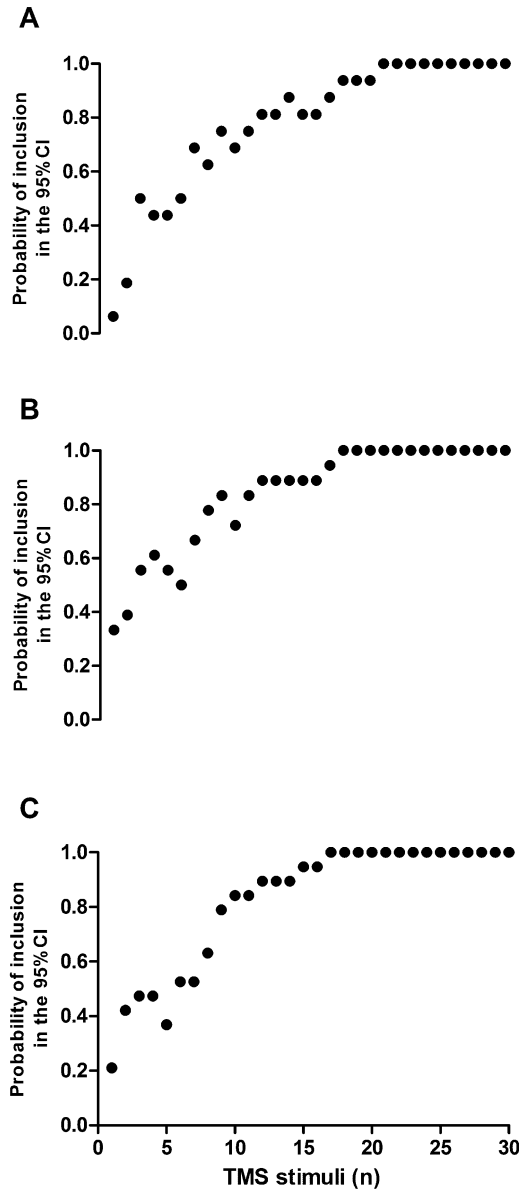 A
Probability of inclusion
in the 95%CI
1.0
0.8
0.6
0.4
0.2
0.0
B
Probability of inclusion
in the 95%CI
1.0
0.8
0.6
0.4
0.2
0.0
C
Probability of inclusion
in the 95%CI
1.0
0.8
0.6
0.4
0.2
0.0
0 5 10 15 20 25 30
TMS stimuli (n)